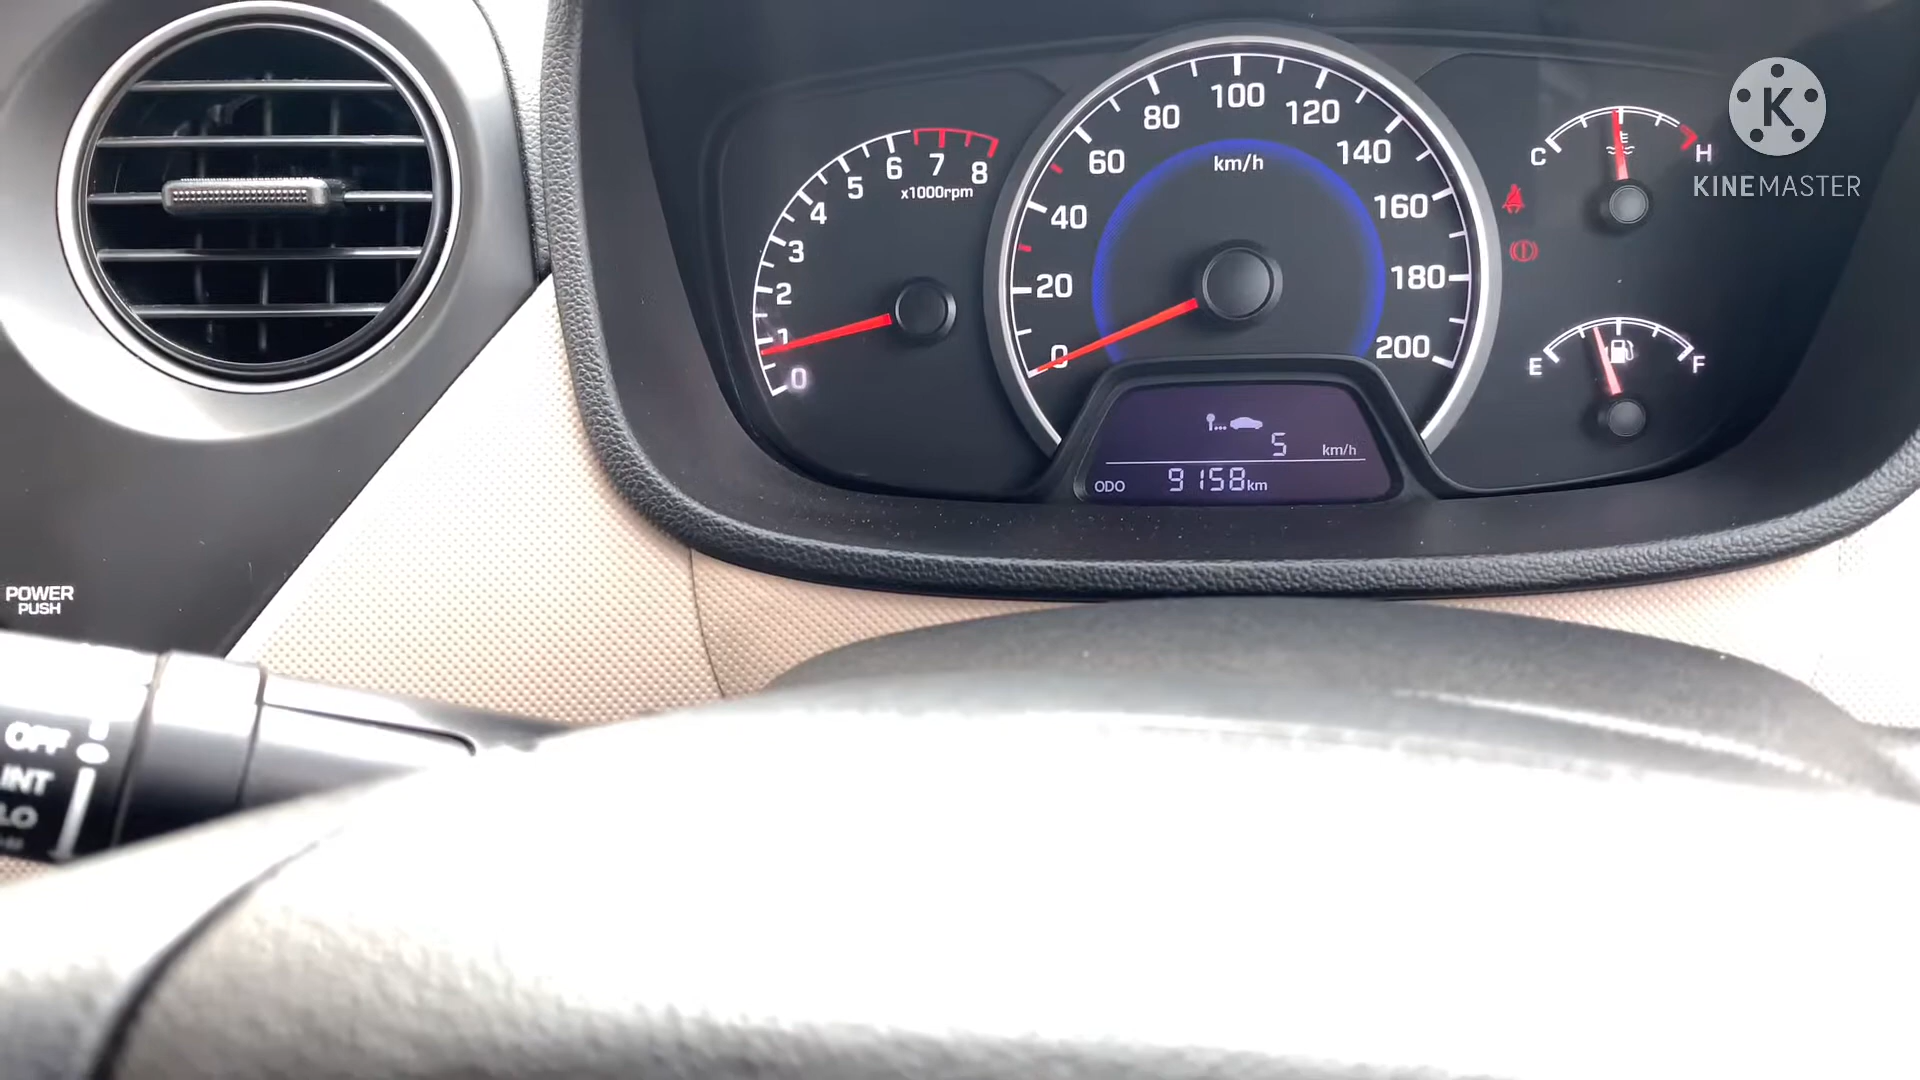 K
KINEMASTER
0
1
2
3
4
5
6
7
8
x1000rpm
0
20
40
60
80
100
120
140
160
180
200
km/h
C
H
E
F
5 km/h
ODO 9158km
POWER
PUSH
OFF
INT
LO